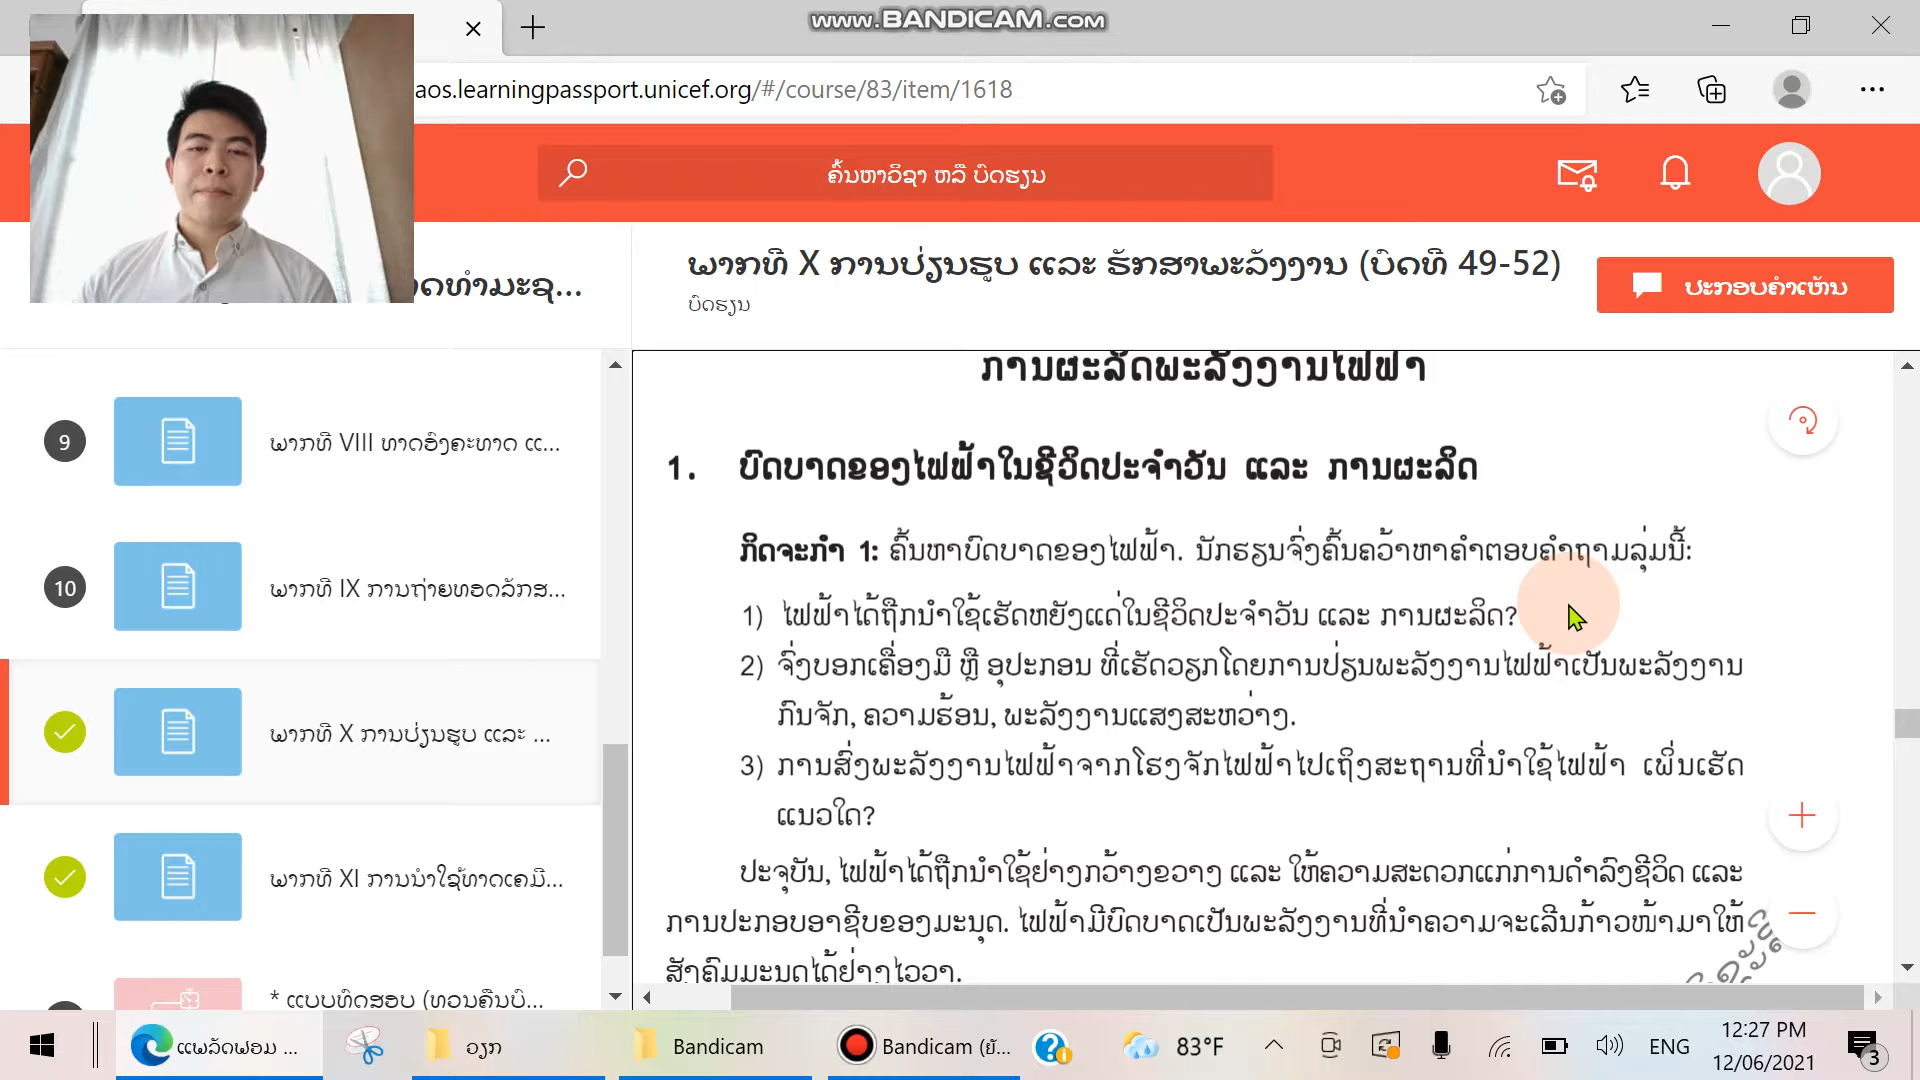 www.BANDICAM.com
aos.learningpassport.unicef.org/#/course/83/item/1618
ຄົ້ນຫາວິຊາ ຫລື ບົດຮຽນ
ພາກທີ X ການປ່ຽນຮູບ ແລະ ຮັກສາພະລັງງານ (ບົດທີ 49-52)
ບົດຮຽນ
ປະກອບຄຳເຫັນ
ດທຳມະຊ...
9
ພາກທີ VIII ທາດອົງຄະທາດ ແ...
10
ພາກທີ IX ການຖ່າຍທອດລັກສ...
ພາກທີ X ການປ່ຽນຮູບ ແລະ ...
ພາກທີ XI ການນຳໃຊ້ທາດເຄມີ...
* ແບບທົດສອບ (ທວນຄືນບົ...
ການຜະລິດພະລັງງານໄຟຟ້າ
1. ບົດບາດຂອງໄຟຟ້າໃນຊີວິດປະຈຳວັນ ແລະ ການຜະລິດ
ກິດຈະກຳ 1: ຄົ້ນຫາບົດບາດຂອງໄຟຟ້າ. ນັກຮຽນຈົ່ງຄົ້ນຄວ້າຫາຄຳຕອບຄຳຖາມລຸ່ມນີ້:
1) ໄຟຟ້າໄດ້ຖືກນຳໃຊ້ເຮັດຫຍັງແດ່ໃນຊີວິດປະຈຳວັນ ແລະ ການຜະລິດ?
2) ຈົ່ງບອກເຄື່ອງມື ຫຼື ອຸປະກອນ ທີ່ເຮັດວຽກໂດຍການປ່ຽນພະລັງງານໄຟຟ້າເປັນພະລັງງານ
ກົນຈັກ, ຄວາມຮ້ອນ, ພະລັງງານແສງສະຫວ່າງ.
3) ການສົ່ງພະລັງງານໄຟຟ້າຈາກໂຮງຈັກໄຟຟ້າໄປເຖິງສະຖານທີ່ນຳໃຊ້ໄຟຟ້າ ເພິ່ນເຮັດ
ແນວໃດ?
ປະຈຸບັນ, ໄຟຟ້າໄດ້ຖືກນຳໃຊ້ຢ່າງກວ້າງຂວາງ ແລະ ໃຫ້ຄວາມສະດວກແກ່ການດຳລົງຊີວິດ ແລະ
ການປະກອບອາຊີບຂອງມະນຸດ. ໄຟຟ້າມີບົດບາດເປັນພະລັງງານທີ່ນຳຄວາມຈະເລີນກ້າວໜ້າມາໃຫ້
ສັງຄົມມະນຸດໄດ້ຢ່າງໄວວາ.
ແພລັດຟອມ ...
ວຽກ
Bandicam
Bandicam (ຍັ...
83°F
ENG
12:27 PM
12/06/2021
3